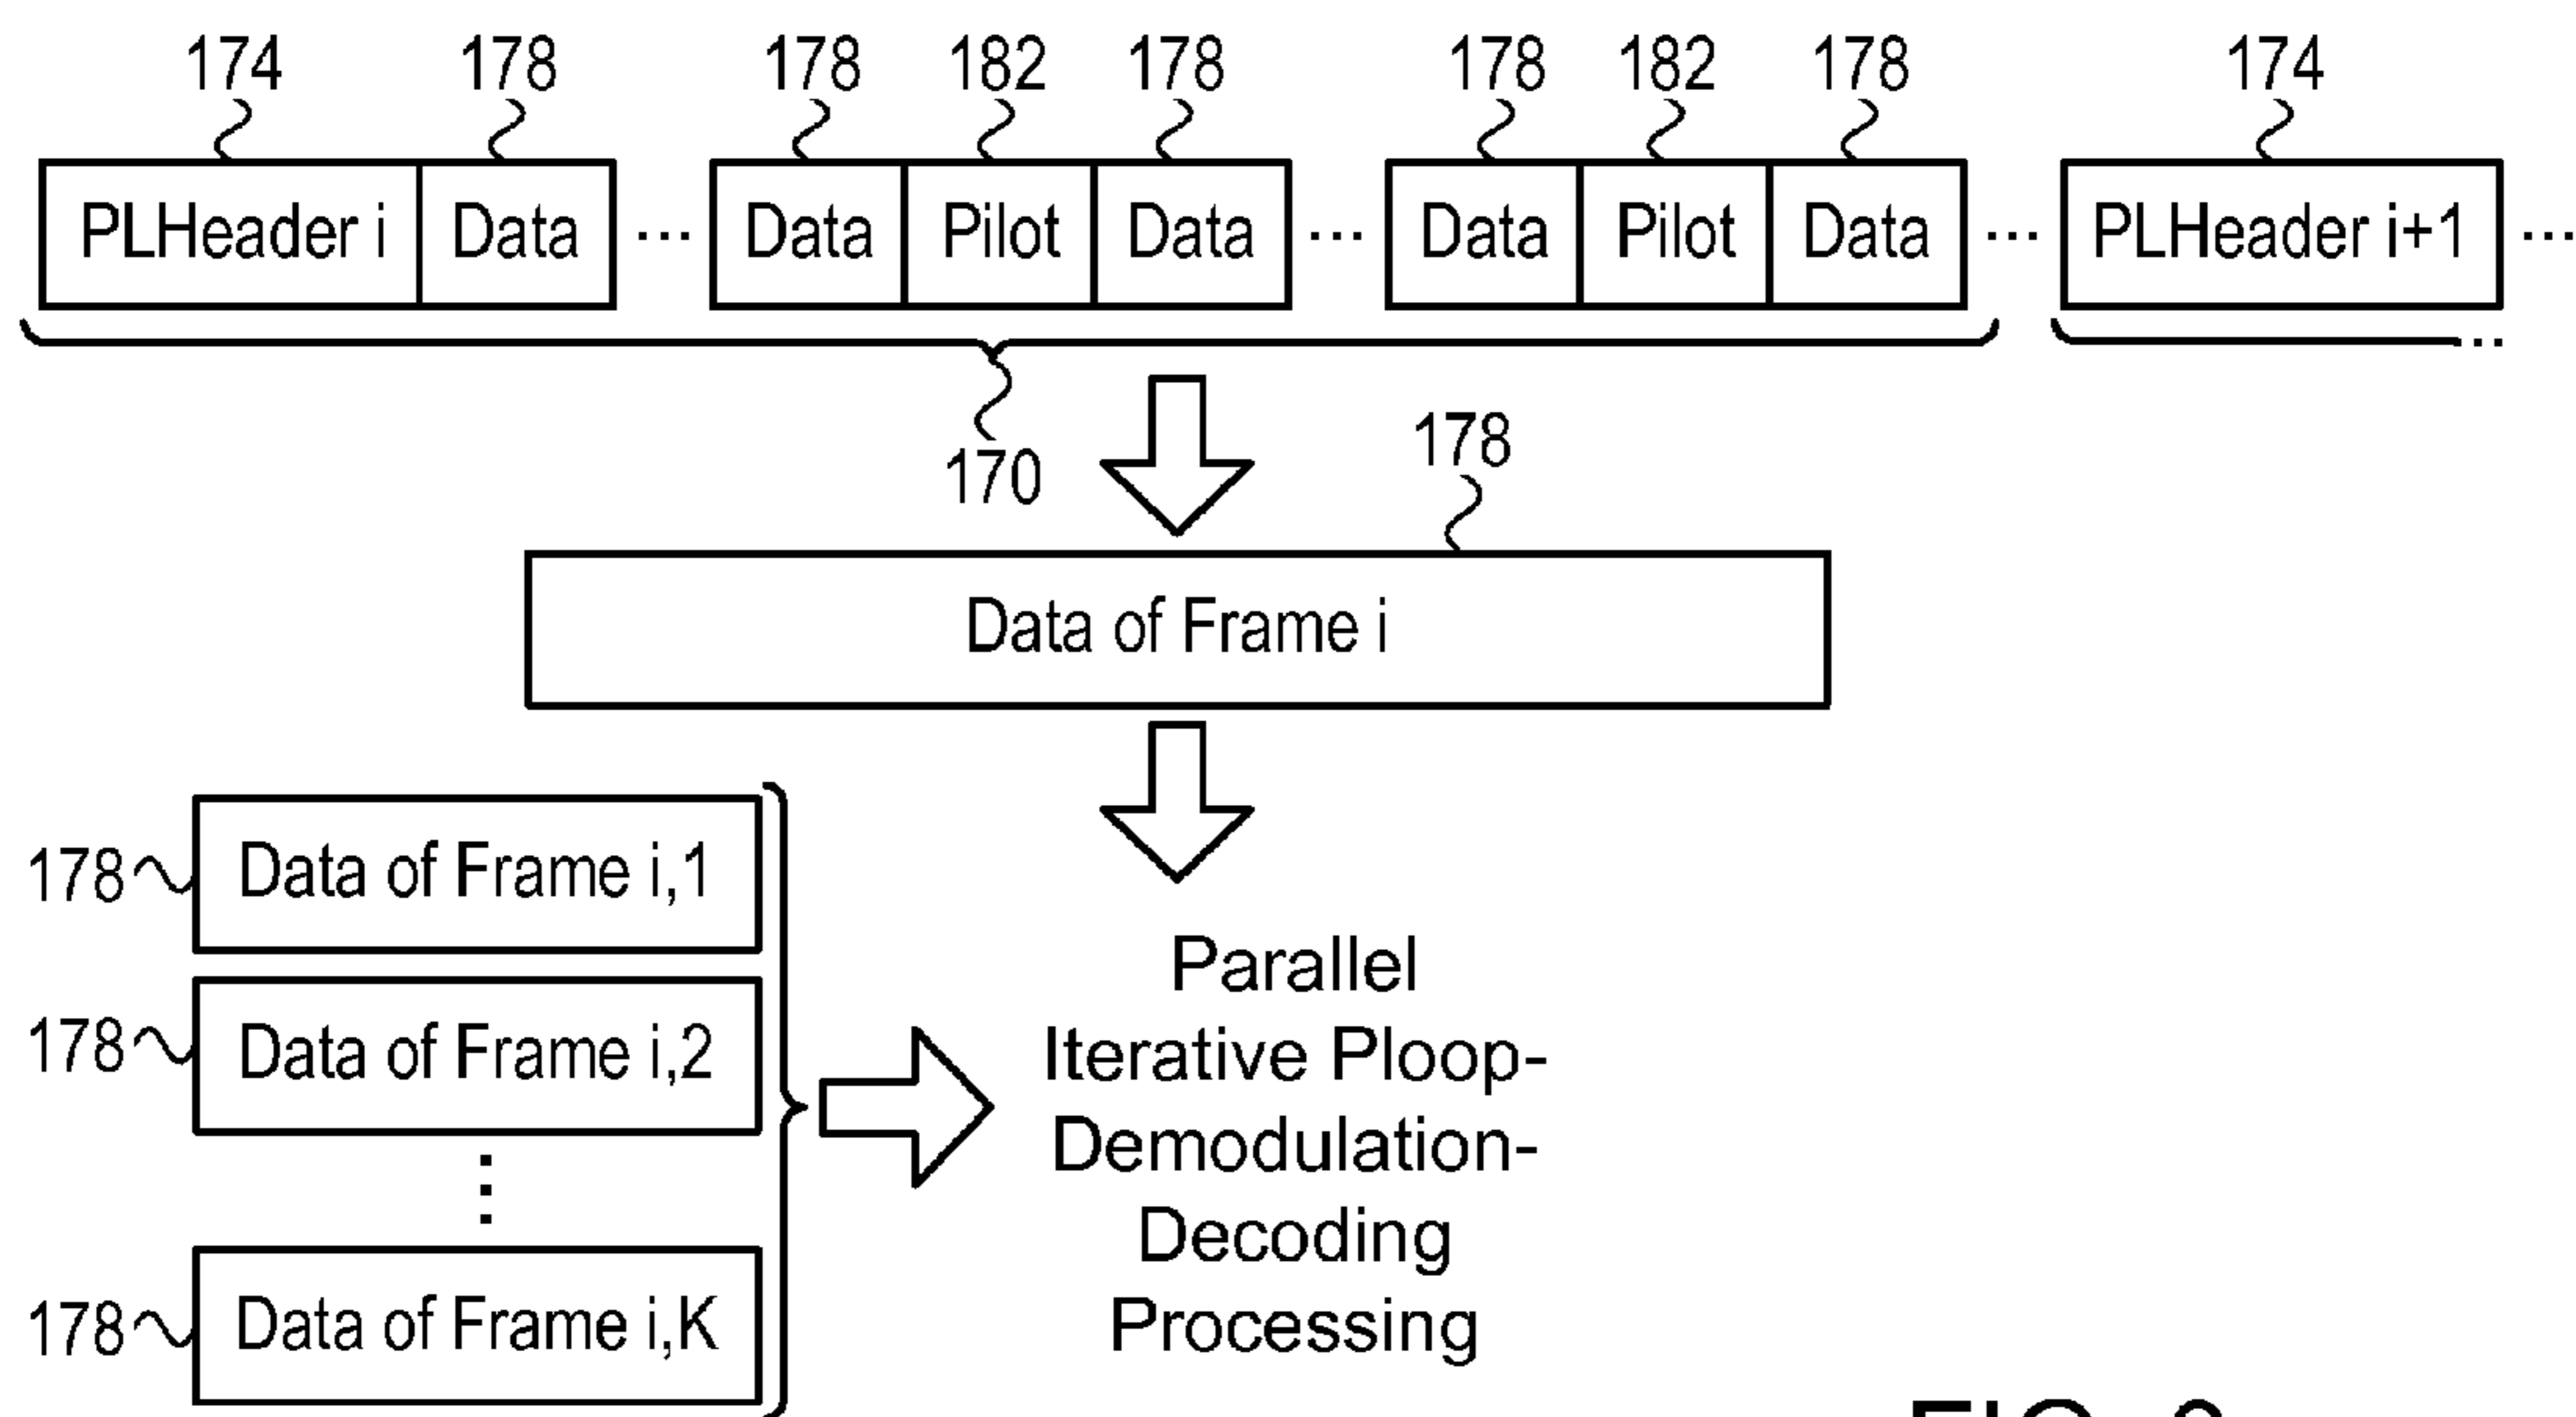 174 178 178 182 178 178 182 178 174
PLHeader i Data ... Data Pilot Data ... Data Pilot Data ... PLHeader i+1 ...
...
170
178
Data of Frame i
178 Data of Frame i,1
178 Data of Frame i,2
178 Data of Frame i,K
Parallel
Iterative Ploop-
Demodulation-
Decoding
Processing